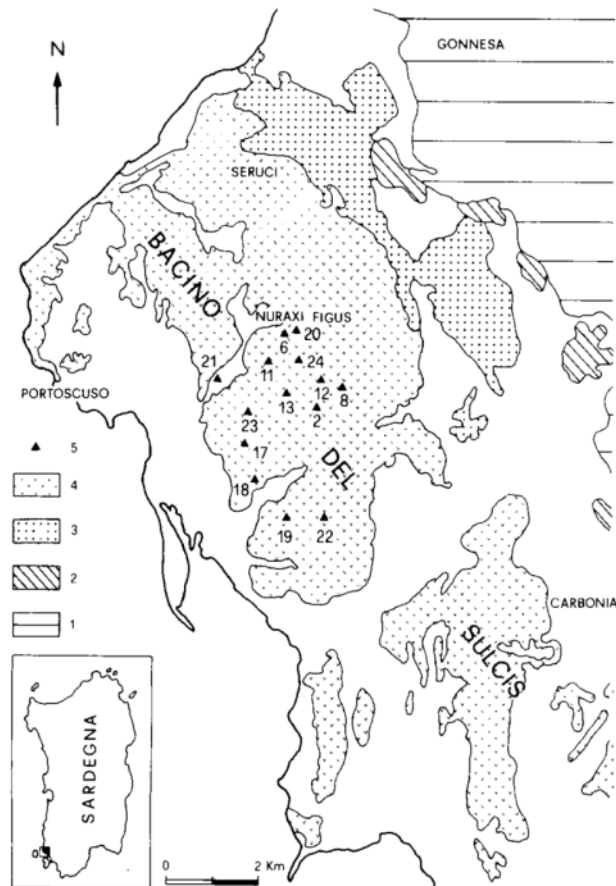 GONNESA
N
SERUCI
BACINO
NURAXI FIGUS
20
6
21
11
24
12
8
PORTOSCUSO
13
2
23
5
17
DEL
4
18
19
22
3
2
CARBONIA
1
SULCIS
SARDEGNA
0
2 Km